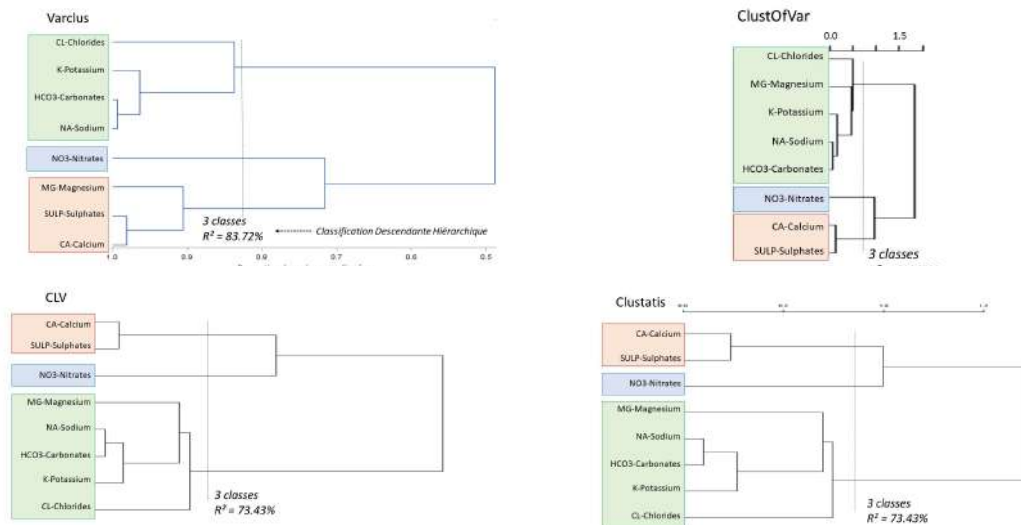 Varclus
CL-Chlorides
K-Potassium
HCO3-Carbonates
NA-Sodium
NO3-Nitrates
MG-Magnesium
SULP-Sulphates
CA-Calcium
3 classes
R² = 83.72%
Classification Descendante Hiérarchique
1.0 0.9 0.8 0.7 0.6 0.5
ClustOfVar
0.0 1.5
CL-Chlorides
MG-Magnesium
K-Potassium
NA-Sodium
HCO3-Carbonates
NO3-Nitrates
CA-Calcium
SULP-Sulphates
3 classes
CLV
CA-Calcium
SULP-Sulphates
NO3-Nitrates
MG-Magnesium
NA-Sodium
HCO3-Carbonates
K-Potassium
CL-Chlorides
3 classes
R² = 73.43%
Clustatis
CA-Calcium
SULP-Sulphates
NO3-Nitrates
MG-Magnesium
NA-Sodium
HCO3-Carbonates
K-Potassium
CL-Chlorides
3 classes
R² = 73.43%